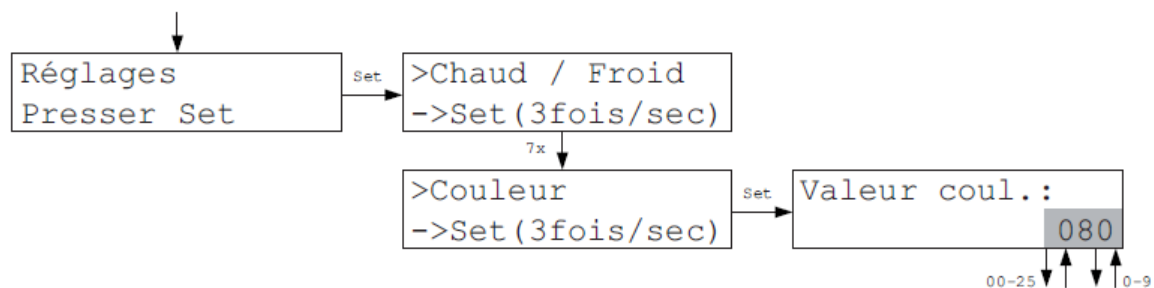 Réglages
Presser Set
Set
>Chaud / Froid
->Set(3fois/sec)
7x
>Couleur
->Set(3fois/sec)
Set
Valeur coul.:
080
00-25
0-9